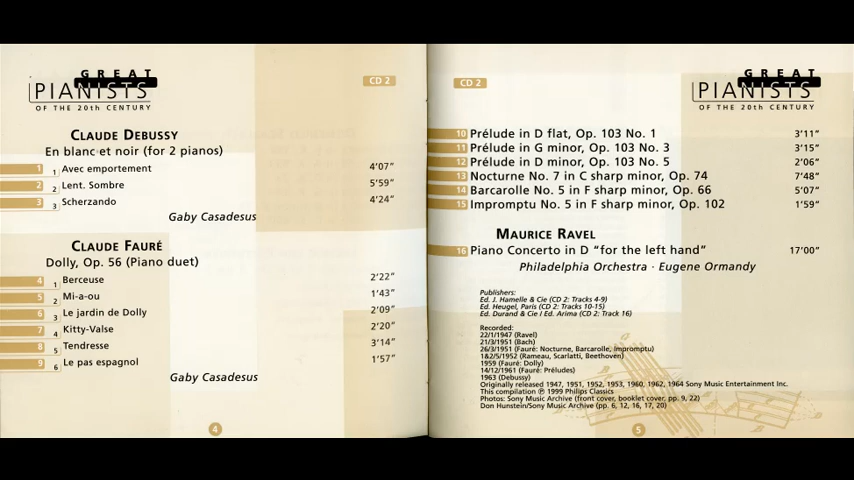 GREAT
PIANISTS
OF THE 20th CENTURY
CD 2
CLAUDE DEBUSSY
En blanc et noir (for 2 pianos)
1 1 Avec emportement 4’07”
2 2 Lent. Sombre 5’59”
3 3 Scherzando 4’24”
Gaby Casadesus
CLAUDE FAURÉ
Dolly, Op. 56 (Piano duet)
4 1 Berceuse 2’22”
5 2 Mi-a-ou 1’43”
6 3 Le jardin de Dolly 2’09”
7 4 Kitty-Valse 2’20”
8 5 Tendresse 3’14”
9 6 Le pas espagnol 1’57”
Gaby Casadesus
4
CD 2
GREAT
PIANISTS
OF THE 20th CENTURY
10 Prélude in D flat, Op. 103 No. 1 3’11”
11 Prélude in G minor, Op. 103 No. 3 3’15”
12 Prélude in D minor, Op. 103 No. 5 2’06”
13 Nocturne No. 7 in C sharp minor, Op. 74 7’48”
14 Barcarolle No. 5 in F sharp minor, Op. 66 5’07”
15 Impromptu No. 5 in F sharp minor, Op. 102 1’59”
MAURICE RAVEL
16 Piano Concerto in D “for the left hand” 17’00”
Philadelphia Orchestra · Eugene Ormandy
Publishers:
Ed. J. Hamelle & Cie (CD 2: Tracks 4-9)
Ed. Heugel, Paris (CD 2: Tracks 10-15)
Ed. Durand & Cie / Ed. Arima (CD 2: Track 16)
Recorded:
22/1/1947 (Ravel)
21/3/1951 (Bach)
26/3/1951 (Fauré: Nocturne, Barcarolle, Impromptu)
1&2/5/1952 (Rameau, Scarlatti, Beethoven)
1959 (Fauré: Dolly)
14/12/1961 (Fauré: Préludes)
1963 (Debussy)
Originally released 1947, 1951, 1952, 1953, 1960, 1962, 1964 Sony Music Entertainment Inc.
This compilation ℗ 1999 Philips Classics
Photos: Sony Music Archive (front cover, booklet cover, pp. 9, 22)
Don Hunstein/Sony Music Archive (pp. 6, 12, 16, 17, 20)
5